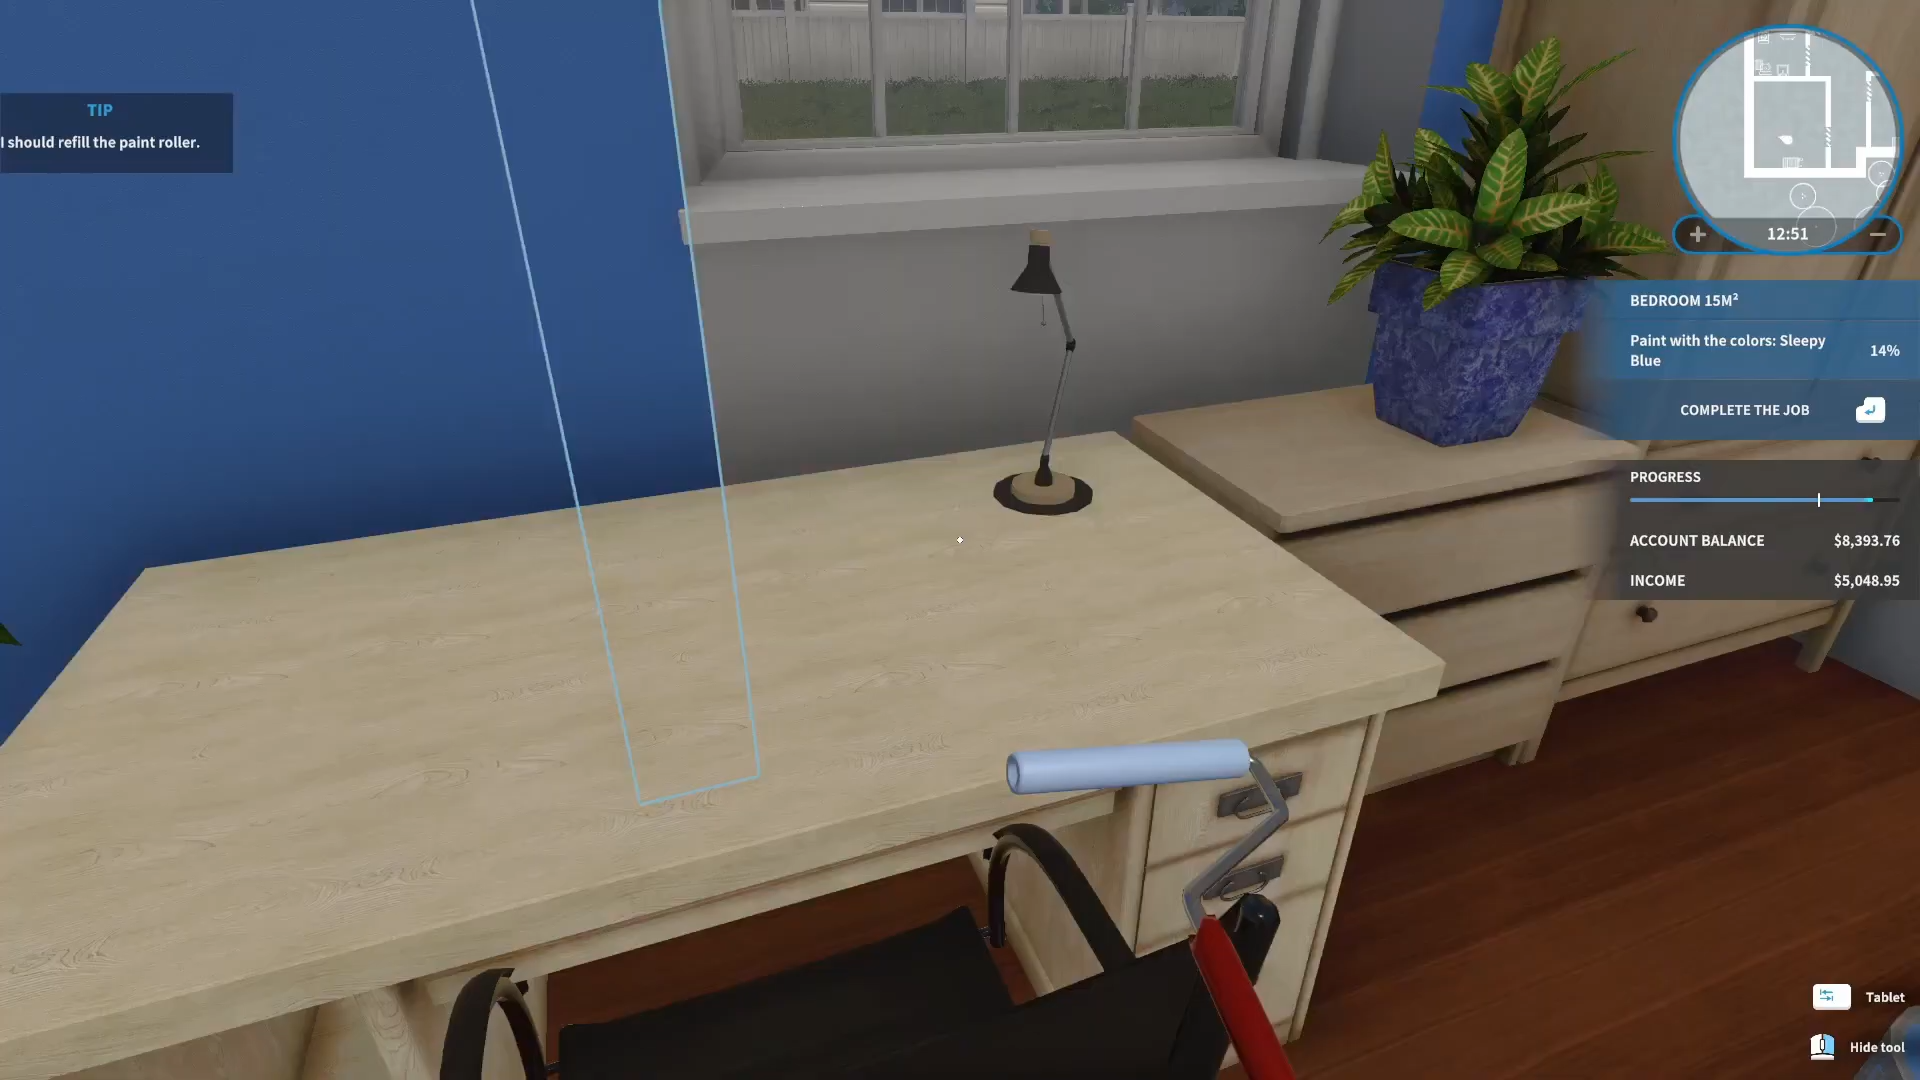 TIP
I should refill the paint roller.
12:51
BEDROOM 15M²
Paint with the colors: Sleepy
Blue
14%
COMPLETE THE JOB
PROGRESS
ACCOUNT BALANCE $8,393.76
INCOME $5,048.95
Tablet
Hide tool